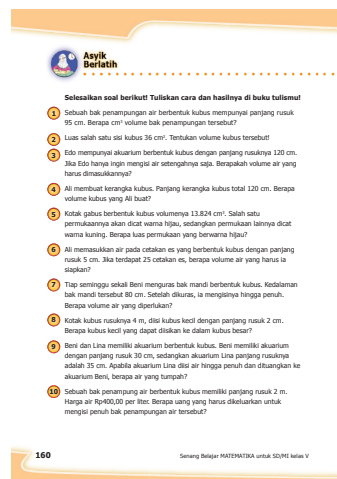 Asyik
Berlatih
Selesaikan soal berikut! Tuliskan cara dan hasilnya di buku tulismu!
1 Sebuah bak penampungan air berbentuk kubus mempunyai panjang rusuk
95 cm. Berapa cm³ volume bak penampungan tersebut?
2 Luas salah satu sisi kubus 36 cm². Tentukan volume kubus tersebut!
3 Edo mempunyai akuarium berbentuk kubus dengan panjang rusuknya 120 cm.
Jika Edo hanya ingin mengisi air setengahnya saja. Berapakah volume air yang
harus dimasukkannya?
4 Ali membuat kerangka kubus. Panjang kerangka kubus total 120 cm. Berapa
volume kubus yang Ali buat?
5 Kotak gabus berbentuk kubus volumenya 13.824 cm³. Salah satu
permukaannya akan dicat warna hijau, sedangkan permukaan lainnya dicat
warna kuning. Berapa luas permukaan yang berwarna hijau?
6 Ali memasukkan air pada cetakan es yang berbentuk kubus dengan panjang
rusuk 5 cm. Jika terdapat 25 cetakan es, berapa volume air yang harus ia
siapkan?
7 Tiap seminggu sekali Beni menguras bak mandi berbentuk kubus. Kedalaman
bak mandi tersebut 80 cm. Setelah dikuras, ia mengisinya hingga penuh.
Berapa volume air yang diperlukan?
8 Kotak kubus rusuknya 4 m, diisi kubus kecil dengan panjang rusuk 2 cm.
Berapa kubus kecil yang dapat diisikan ke dalam kubus besar?
9 Beni dan Lina memiliki akuarium berbentuk kubus. Beni memiliki akuarium
dengan panjang rusuk 30 cm, sedangkan akuarium Lina panjang rusuknya
adalah 35 cm. Apabila akuarium Lina diisi air hingga penuh dan dituangkan ke
akuarium Beni, berapa air yang tumpah?
10 Sebuah bak penampung air berbentuk kubus memiliki panjang rusuk 2 m.
Harga air Rp400,00 per liter. Berapa uang yang harus dikeluarkan untuk
mengisi penuh bak penampungan air tersebut?
160 Senang Belajar MATEMATIKA untuk SD/MI kelas V